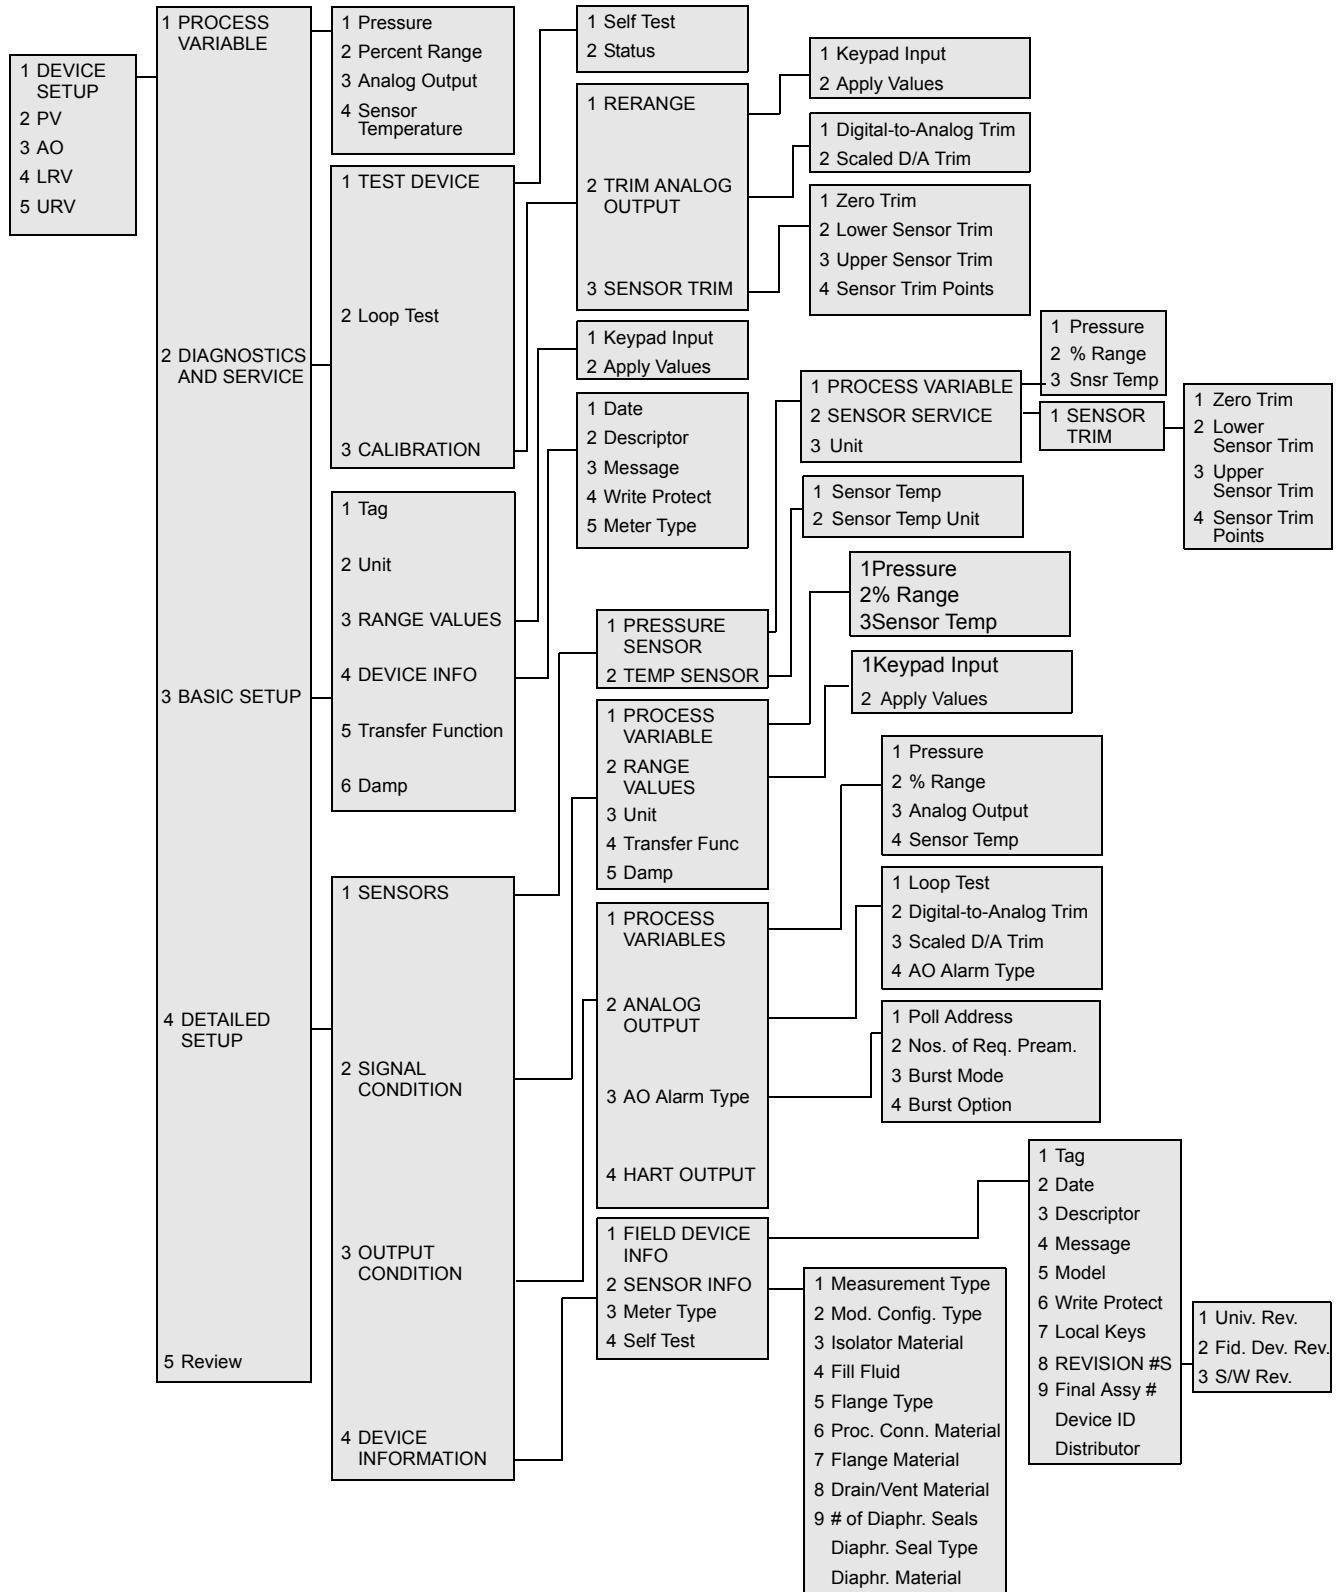 1 DEVICE
SETUP
2 PV
3 AO
4 LRV
5 URV
1 PROCESS
VARIABLE
2 DIAGNOSTICS
AND SERVICE
3 BASIC SETUP
4 DETAILED
SETUP
5 Review
1 Pressure
2 Percent Range
3 Analog Output
4 Sensor
Temperature
1 TEST DEVICE
2 Loop Test
3 CALIBRATION
1 Tag
2 Unit
3 RANGE VALUES
4 DEVICE INFO
5 Transfer Function
6 Damp
1 SENSORS
2 SIGNAL
CONDITION
3 OUTPUT
CONDITION
4 DEVICE
INFORMATION
1 Self Test
2 Status
1 RERANGE
2 TRIM ANALOG
OUTPUT
3 SENSOR TRIM
1 Keypad Input
2 Apply Values
1 Date
2 Descriptor
3 Message
4 Write Protect
5 Meter Type
1 PRESSURE
SENSOR
2 TEMP SENSOR
1 PROCESS
VARIABLE
2 RANGE
VALUES
3 Unit
4 Transfer Func
5 Damp
1 PROCESS
VARIABLES
2 ANALOG
OUTPUT
3 AO Alarm Type
4 HART OUTPUT
1 FIELD DEVICE
INFO
2 SENSOR INFO
3 Meter Type
4 Self Test
1 Keypad Input
2 Apply Values
1 Digital-to-Analog Trim
2 Scaled D/A Trim
1 Zero Trim
2 Lower Sensor Trim
3 Upper Sensor Trim
4 Sensor Trim Points
1 PROCESS VARIABLE
2 SENSOR SERVICE
3 Unit
1 Sensor Temp
2 Sensor Temp Unit
1Pressure
2% Range
3Sensor Temp
1Keypad Input
2 Apply Values
1 Pressure
2 % Range
3 Analog Output
4 Sensor Temp
1 Loop Test
2 Digital-to-Analog Trim
3 Scaled D/A Trim
4 AO Alarm Type
1 Poll Address
2 Nos. of Req. Pream.
3 Burst Mode
4 Burst Option
1 Measurement Type
2 Mod. Config. Type
3 Isolator Material
4 Fill Fluid
5 Flange Type
6 Proc. Conn. Material
7 Flange Material
8 Drain/Vent Material
9 # of Diaphr. Seals
Diaphr. Seal Type
Diaphr. Material
1 Pressure
2 % Range
3 Snsr Temp
1 SENSOR
TRIM
1 Zero Trim
2 Lower
Sensor Trim
3 Upper
Sensor Trim
4 Sensor Trim
Points
1 Tag
2 Date
3 Descriptor
4 Message
5 Model
6 Write Protect
7 Local Keys
8 REVISION #S
9 Final Assy #
Device ID
Distributor
1 Univ. Rev.
2 Fid. Dev. Rev.
3 S/W Rev.